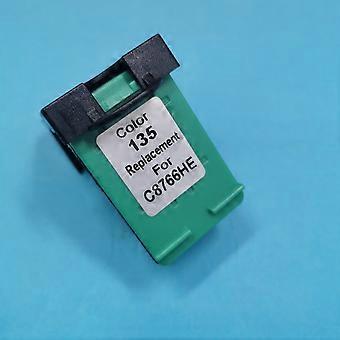 Color
135
Replacement
For
C8766HE